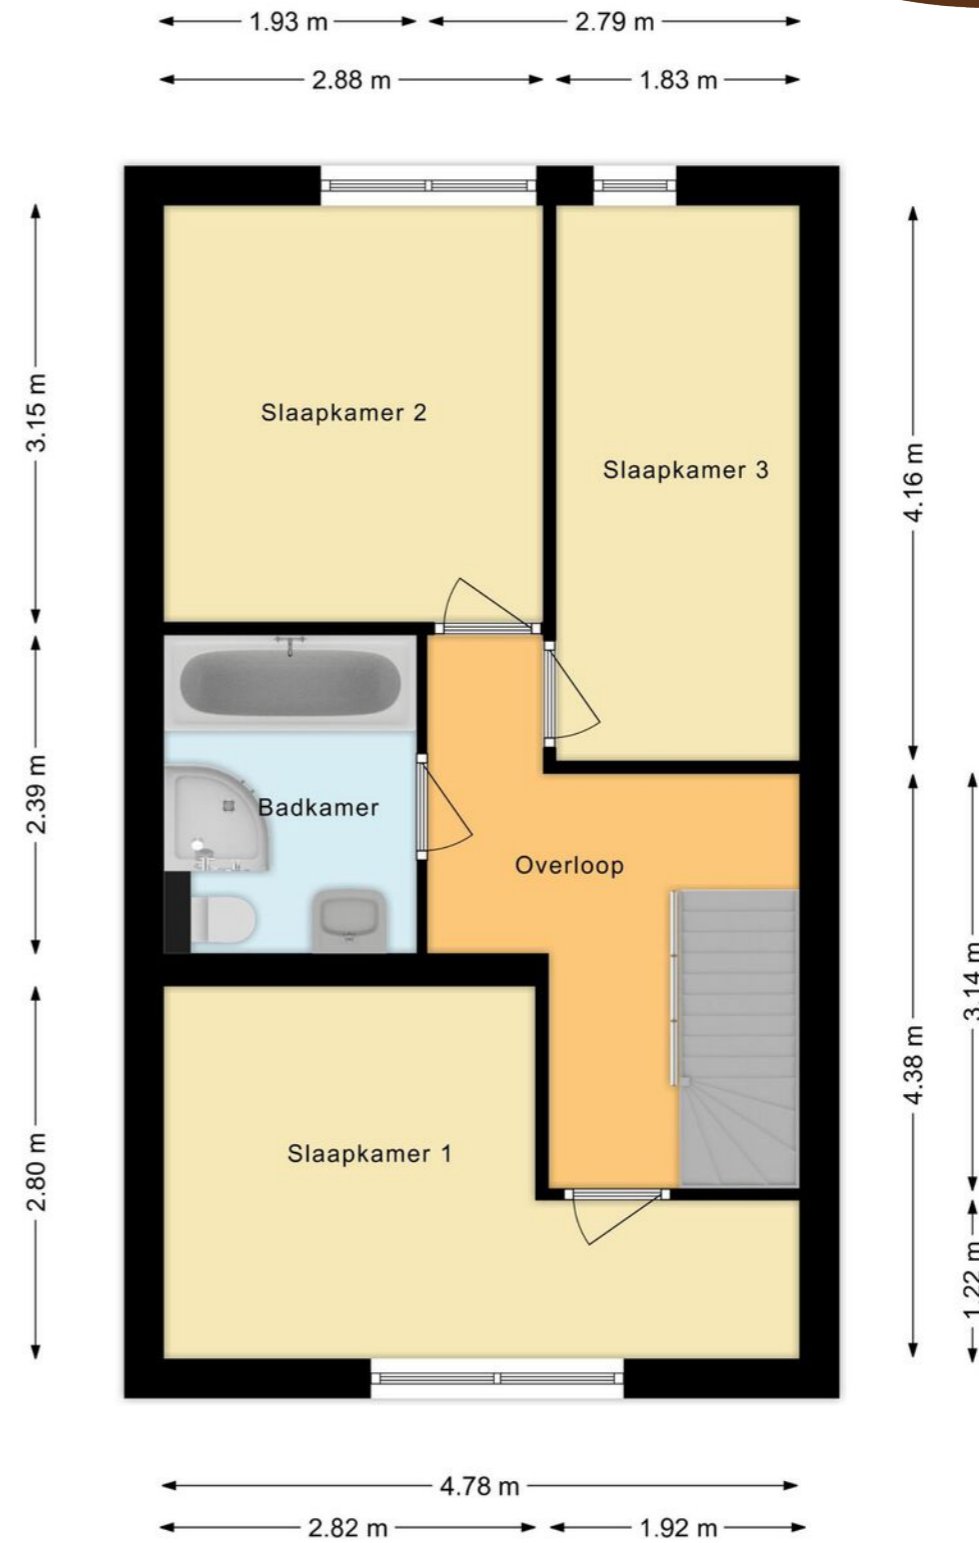 1.93 m
2.79 m
2.88 m
1.83 m
3.15 m
4.16 m
Slaapkamer 2
Slaapkamer 3
2.39 m
Badkamer
Overloop
3.14 m
4.38 m
2.80 m
Slaapkamer 1
1.22 m
4.78 m
2.82 m
1.92 m